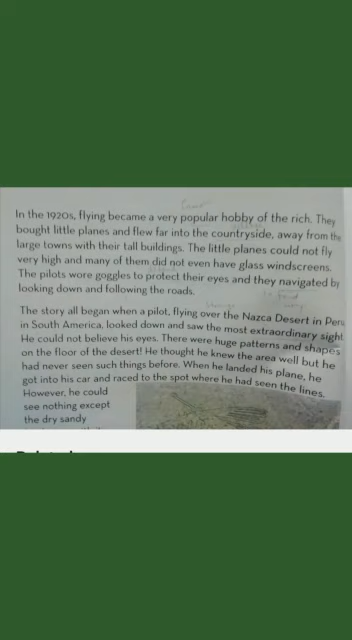 In the 1920s, flying became a very popular hobby of the rich. They
bought little planes and flew far into the countryside, away from the
large towns with their tall buildings. The little planes could not fly
very high and many of them did not even have glass windscreens.
The pilots wore goggles to protect their eyes and they navigated by
looking down and following the roads.
The story all began when a pilot, flying over the Nazca Desert in Peru
in South America, looked down and saw the most extraordinary sight.
He could not believe his eyes. There were huge patterns and shapes
on the floor of the desert! He thought he knew the area well but he
had never seen such things before. When he landed his plane, he
got into his car and raced to the spot where he had seen the lines.
However, he could
see nothing except
the dry sandy